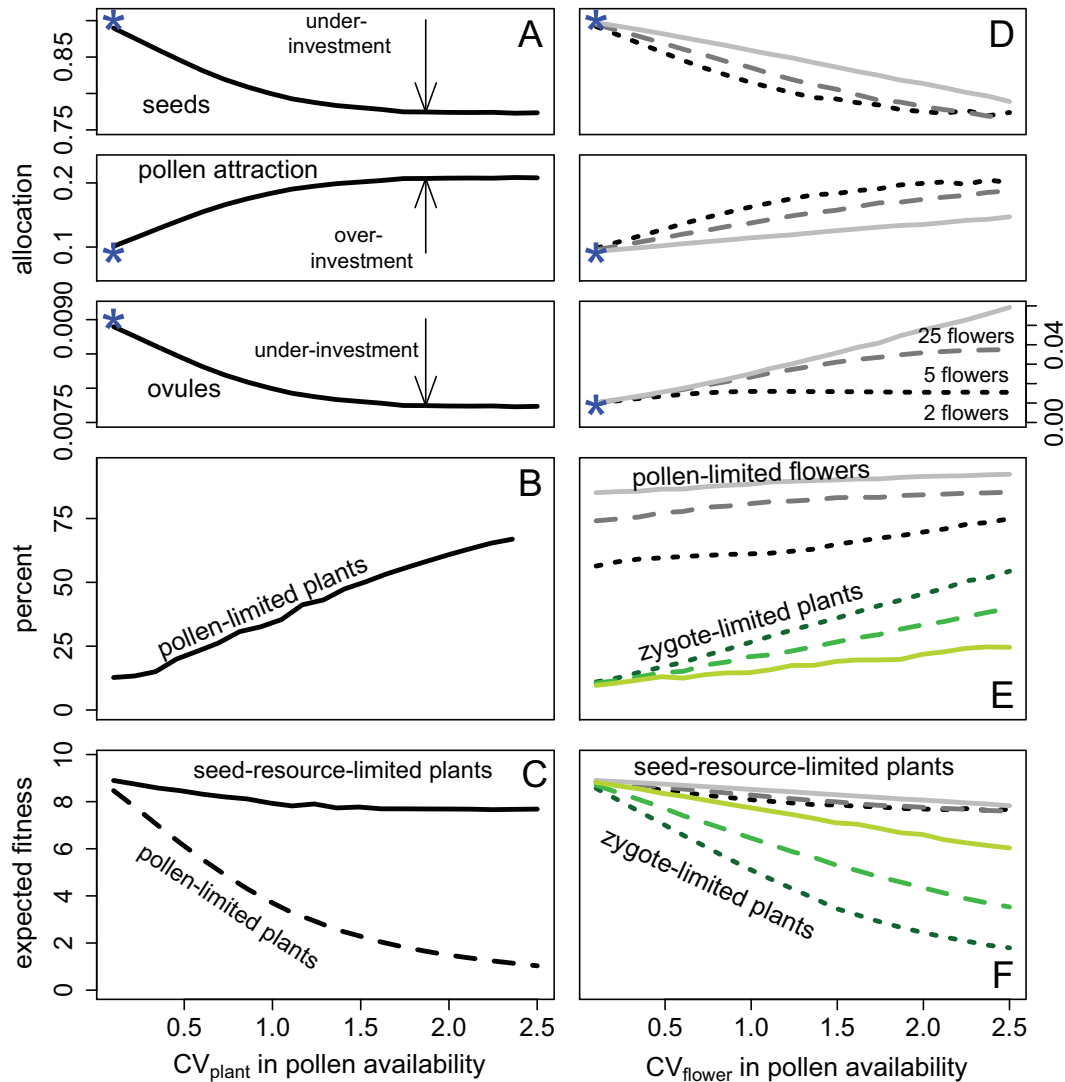 A
under-
investment
seeds
0.75
0.85
pollen attraction
over-
investment
0.1
0.2
allocation
under-investment
ovules
0.0075
0.0090
B
pollen-limited plants
0
25
50
75
percent
C
seed-resource-limited plants
pollen-limited plants
0
2
4
6
8
10
expected fitness
0.5
1.0
1.5
2.0
2.5
CVplant in pollen availability
D
25 flowers
5 flowers
2 flowers
0.00
0.04
pollen-limited flowers
zygote-limited plants
E
seed-resource-limited plants
zygote-limited plants
F
0.5
1.0
1.5
2.0
2.5
CVflower in pollen availability